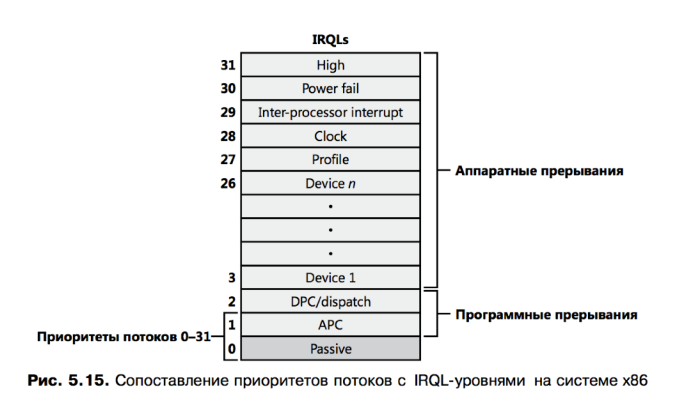 IRQLs
31 High
30 Power fail
29 Inter-processor interrupt
28 Clock
27 Profile
26 Device n
.
.
.
3 Device 1
2 DPC/dispatch
1 APC
0 Passive
Аппаратные прерывания
Программные прерывания
Приоритеты потоков 0–31
Рис. 5.15. Сопоставление приоритетов потоков с IRQL-уровнями на системе x86